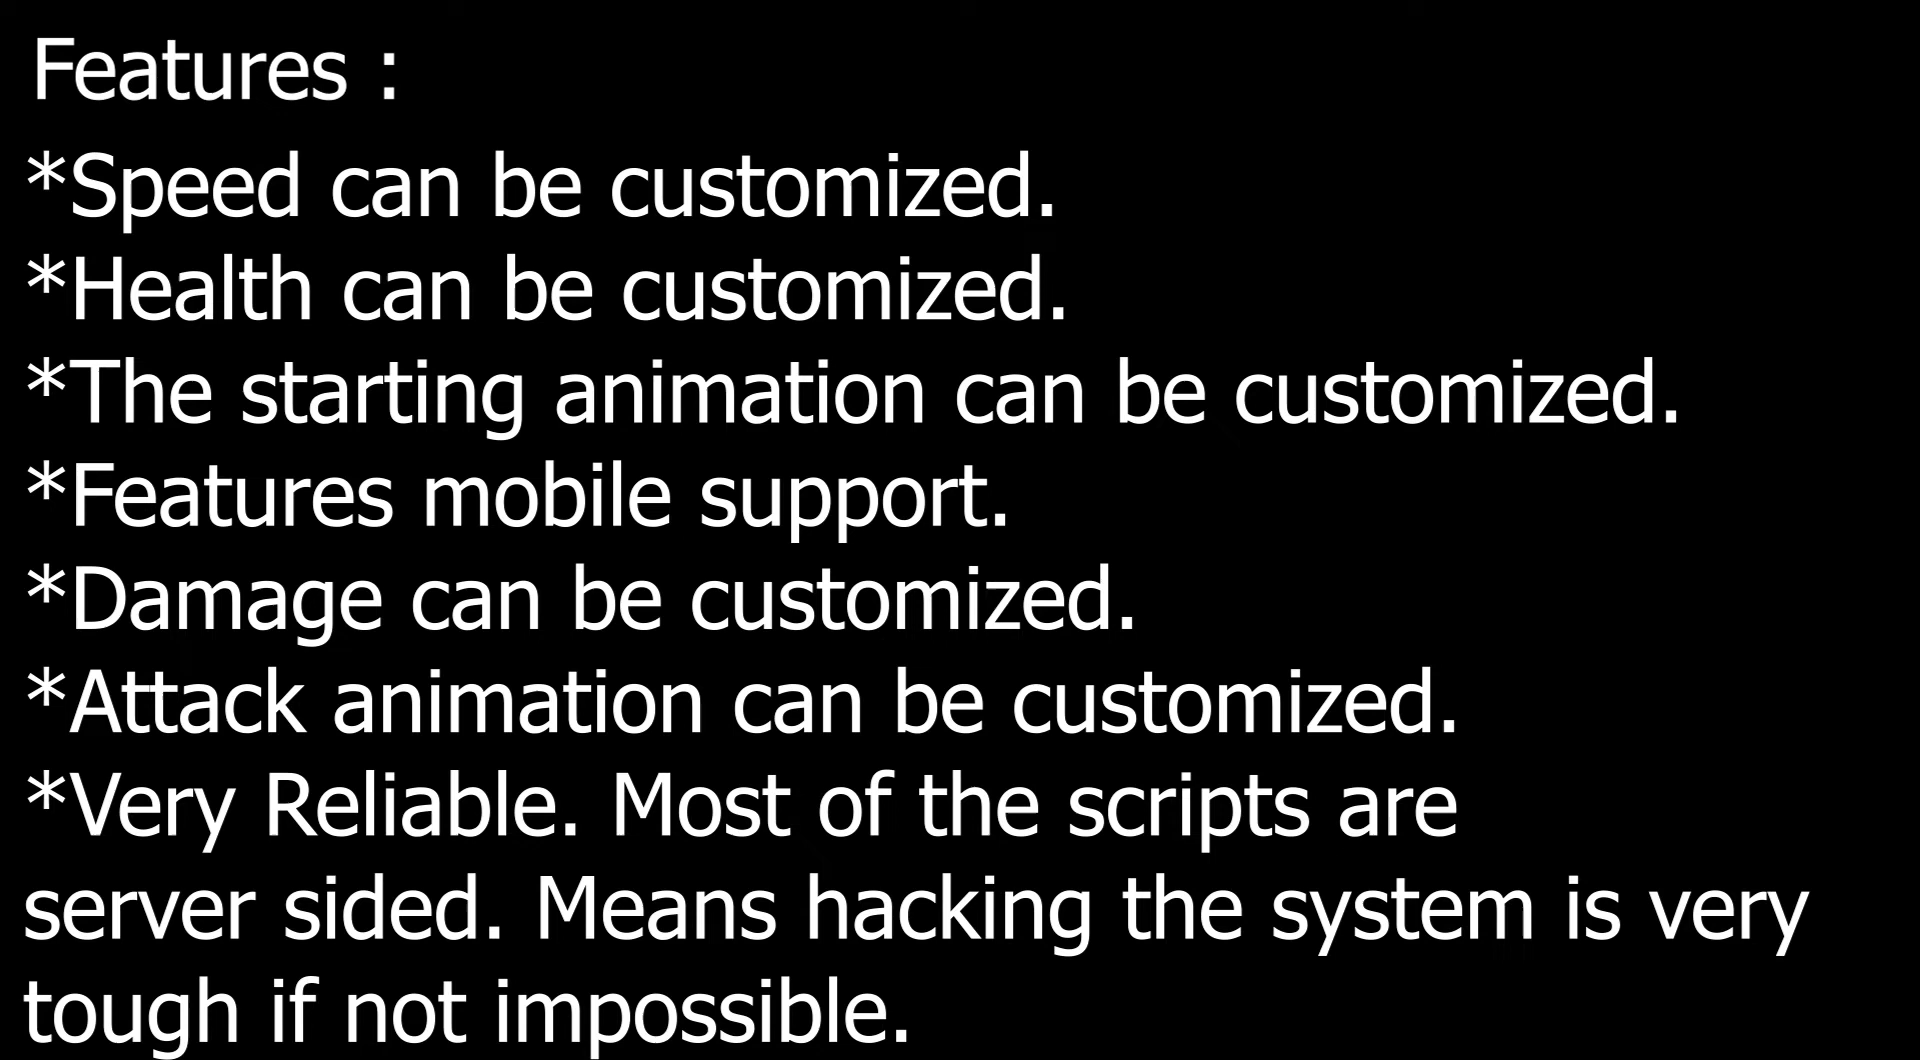 Features :
*Speed can be customized.
*Health can be customized.
*The starting animation can be customized.
*Features mobile support.
*Damage can be customized.
*Attack animation can be customized.
*Very Reliable. Most of the scripts are
server sided. Means hacking the system is very
tough if not impossible.